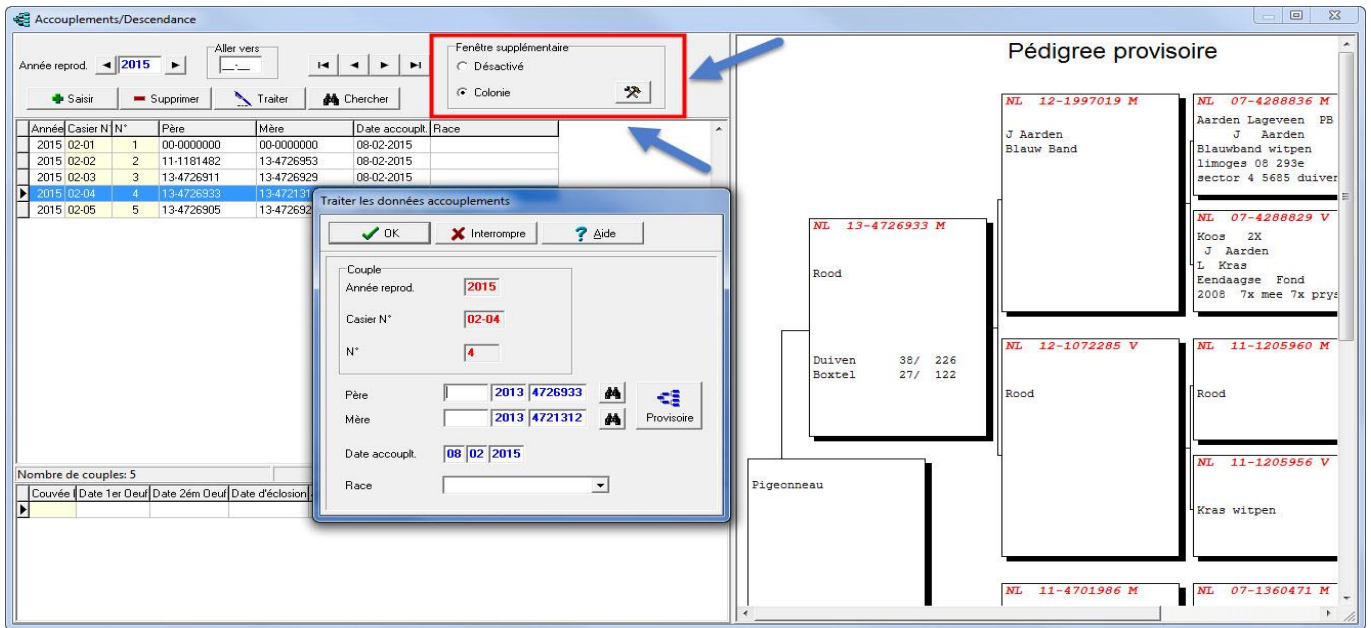 Accouplements/Descendance
Année reprod. 2015
Aller vers
__-__
Fenêtre supplémentaire
Désactivé
Colonie
Saisir Supprimer Traiter Chercher
Année Casier N° N° Père Mère Date accouplt. Race
2015 02-01 1 00-0000000 00-0000000 08-02-2015
2015 02-02 2 11-1181482 13-4726953 08-02-2015
2015 02-03 3 13-4726911 13-4726929 08-02-2015
2015 02-04 4 13-4726933 13-472131
2015 02-05 5 13-4726905 13-472692
Nombre de couples: 5
Couvée Date 1er Oeuf Date 2ém Oeuf Date d'éclosion
Traiter les données accouplements
OK Interrompre ? Aide
Couple
Année reprod. 2015
Casier N° 02-04
N° 4
Père 2013 4726933
Mère 2013 4721312
Provisoire
Date accouplt. 08 02 2015
Race
Pédigree provisoire
Pigeonneau
NL 13-4726933 M
Rood
Duiven 38/ 226
Boxtel 27/ 122
NL 12-1997019 M
J Aarden
Blauw Band
NL 12-1072285 V
Rood
NL 11-4701986 M
NL 07-4288836 M
Aarden Lageveen PB
J Aarden
Blauwband witpen
limoges 08 293e
sector 4 5685 duiver
NL 07-4288829 V
Koos 2X
J Aarden
L Kras
Eendaagse Fond
2008 7x mee 7x prys
NL 11-1205960 M
Rood
NL 11-1205956 V
Kras witpen
NL 07-1360471 M